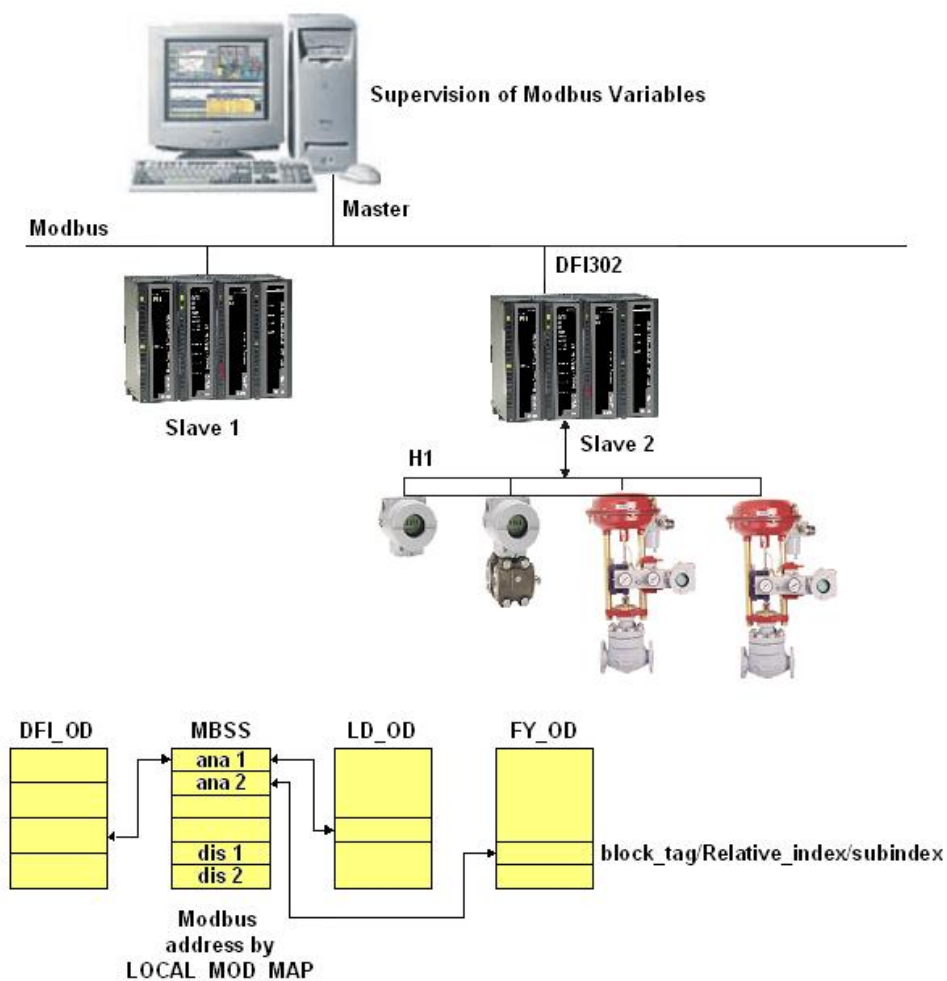 Supervision of Modbus Variables
Master
Modbus
DFI302
Slave 1
Slave 2
H1
DFI_OD
MBSS
LD_OD
FY_OD
ana 1
ana 2
dis 1
dis 2
block_tag/Relative_index/subindex
Modbus
address by
LOCAL_MOD_MAP